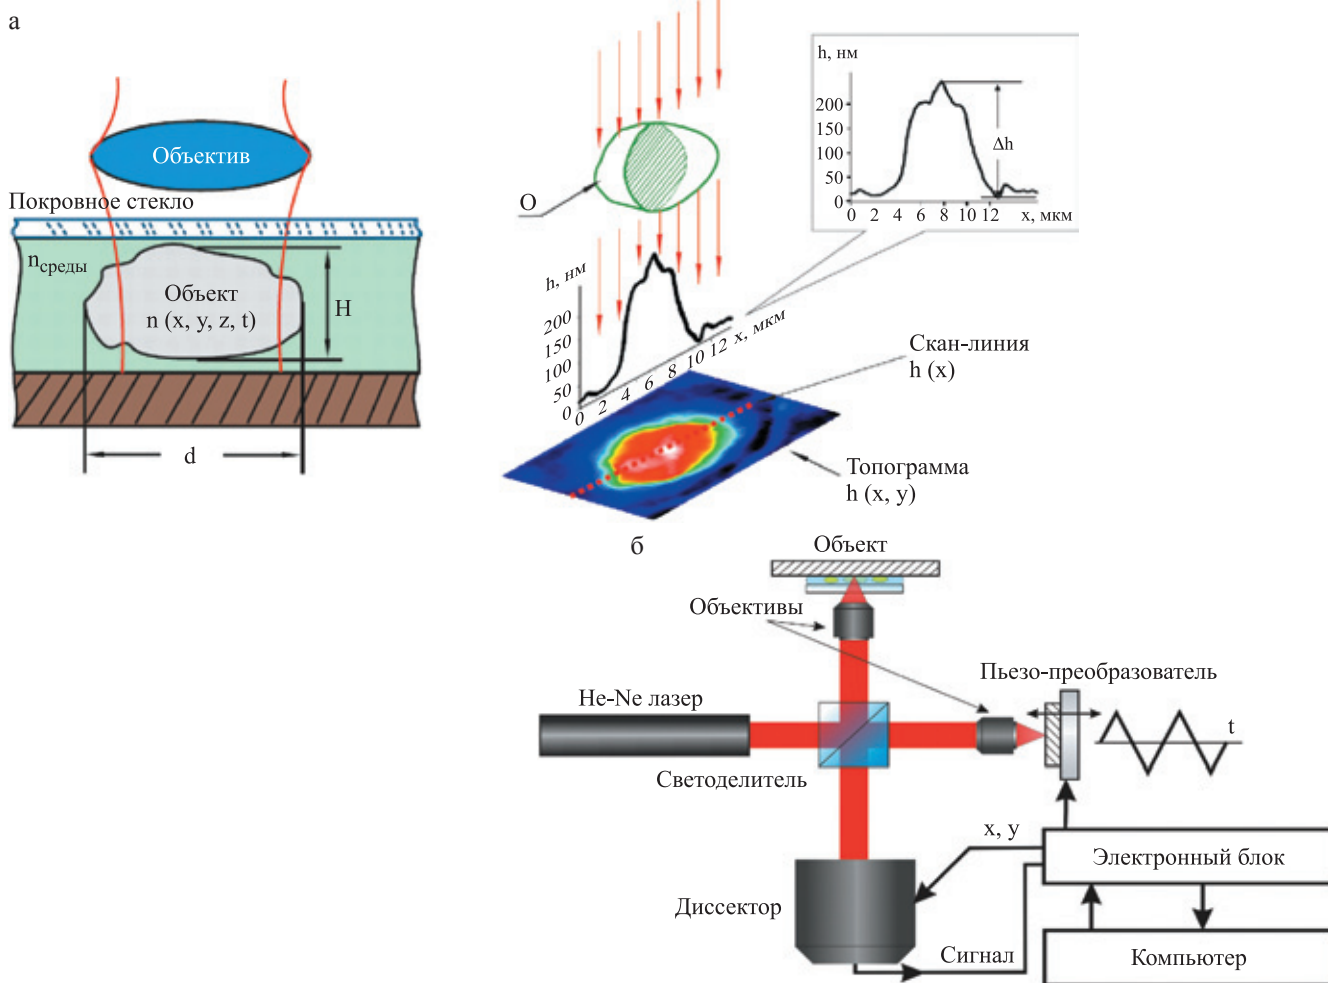 а
Объектив
Покровное стекло
nсреды
Объект
n (x, y, z, t)
H
d
O
h, нм
200
150
100
50
0
0 2 4 6 8 10 12 x, мкм
h, нм
200
150
100
50
0
0 2 4 6 8 10 12 x, мкм
Δh
Скан-линия
h (x)
Топограмма
h (x, y)
б
Объект
Объективы
Пьезо-преобразователь
He-Ne лазер
t
Светоделитель
x, y
Электронный блок
Диссектор
Сигнал
Компьютер